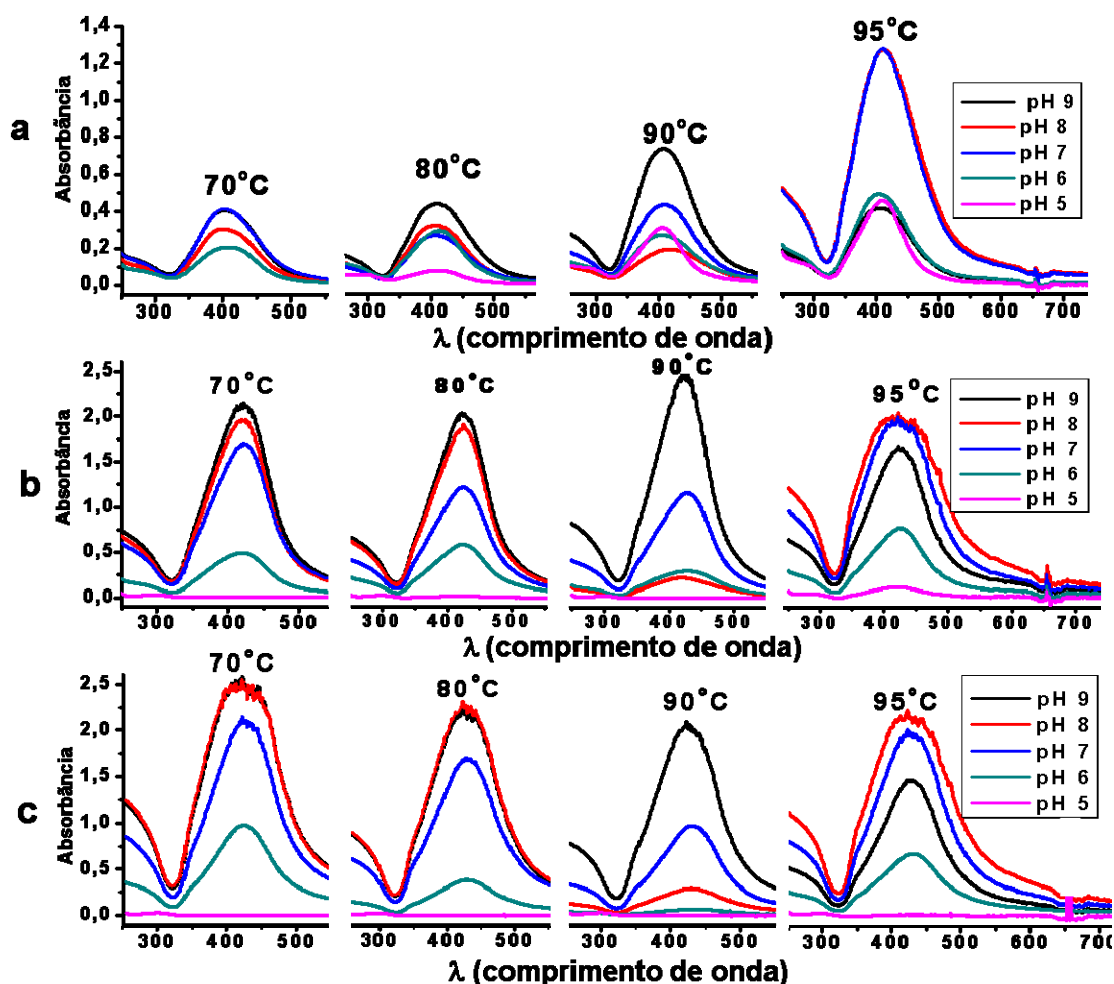 a
Absorbância
1,4
1,2
1,0
0,8
0,6
0,4
0,2
0,0
70°C
80°C
90°C
95°C
pH 9
pH 8
pH 7
pH 6
pH 5
300 400 500 300 400 500 300 400 500 300 400 500 600 700
λ (comprimento de onda)
b
Absorbância
2,5
2,0
1,5
1,0
0,5
0,0
70°C
80°C
90°C
95°C
pH 9
pH 8
pH 7
pH 6
pH 5
300 400 500 300 400 500 300 400 500 300 400 500 600 700
λ (comprimento de onda)
c
Absorbância
2,5
2,0
1,5
1,0
0,5
0,0
70°C
80°C
90°C
95°C
pH 9
pH 8
pH 7
pH 6
pH 5
300 400 500 300 400 500 300 400 500 300 400 500 600 700
λ (comprimento de onda)